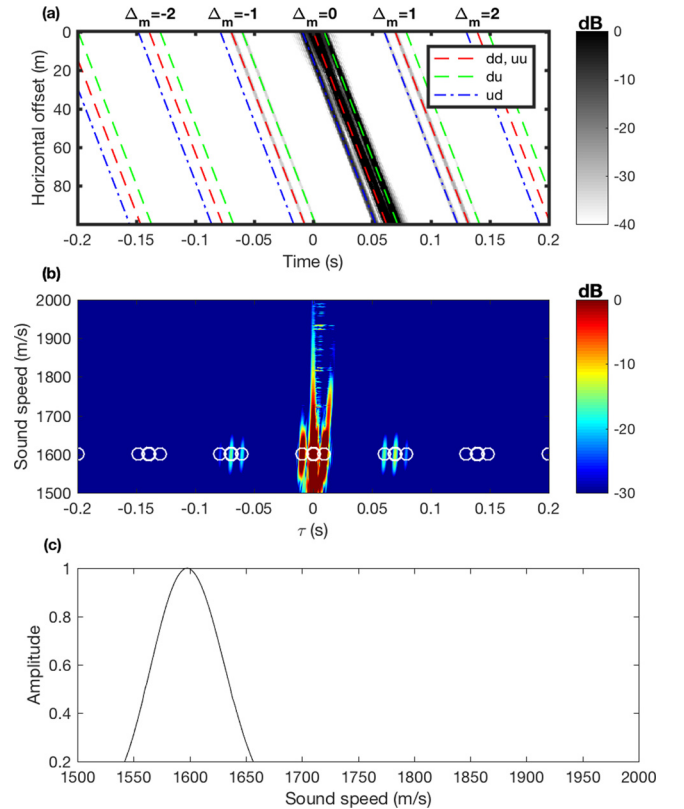 (a)
Δm=-2 Δm=-1 Δm=0 Δm=1 Δm=2
dB
0
20
40
60
80
Horizontal offset (m)
dd, uu
du
ud
0
-10
-20
-30
-40
-0.2 -0.15 -0.1 -0.05 0 0.05 0.1 0.15 0.2
Time (s)
(b)
dB
2000
1900
1800
1700
1600
1500
Sound speed (m/s)
0
-10
-20
-30
-0.2 -0.15 -0.1 -0.05 0 0.05 0.1 0.15 0.2
τ (s)
(c)
1
0.8
0.6
0.4
0.2
Amplitude
1500 1550 1600 1650 1700 1750 1800 1850 1900 1950 2000
Sound speed (m/s)